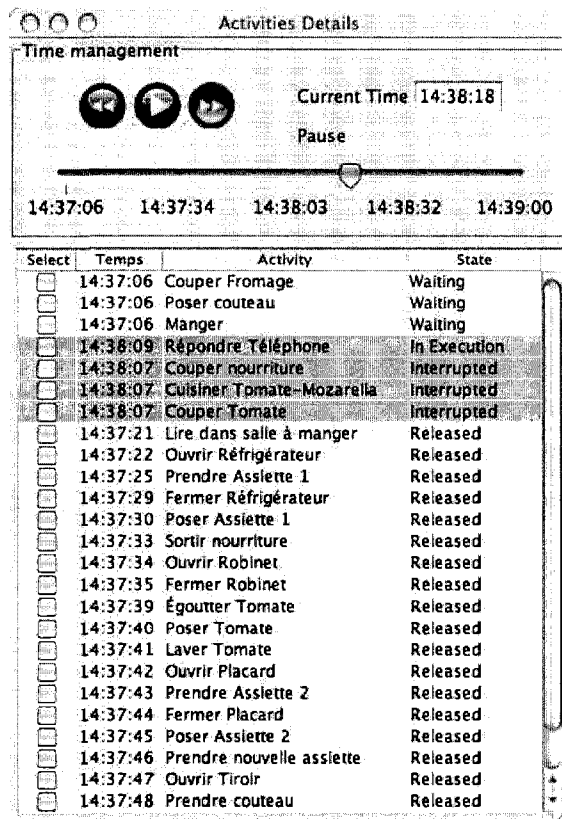 Activities Details
Time management
Current Time 14:38:18
Pause
14:37:06 14:37:34 14:38:03 14:38:32 14:39:00
Select Temps Activity State
14:37:06 Couper Fromage Waiting
14:37:06 Poser couteau Waiting
14:37:06 Manger Waiting
14:38:09 Répondre Téléphone In Execution
14:38:07 Couper nourriture Interrupted
14:38:07 Cuisiner Tomate-Mozarella Interrupted
14:38:07 Couper Tomate Interrupted
14:37:21 Lire dans salle à manger Released
14:37:22 Ouvrir Réfrigérateur Released
14:37:25 Prendre Assiette 1 Released
14:37:29 Fermer Réfrigérateur Released
14:37:30 Poser Assiette 1 Released
14:37:33 Sortir nourriture Released
14:37:34 Ouvrir Robinet Released
14:37:35 Fermer Robinet Released
14:37:39 Égoutter Tomate Released
14:37:40 Poser Tomate Released
14:37:41 Laver Tomate Released
14:37:42 Ouvrir Placard Released
14:37:43 Prendre Assiette 2 Released
14:37:44 Fermer Placard Released
14:37:45 Poser Assiette 2 Released
14:37:46 Prendre nouvelle assiette Released
14:37:47 Ouvrir Tiroir Released
14:37:48 Prendre couteau Released